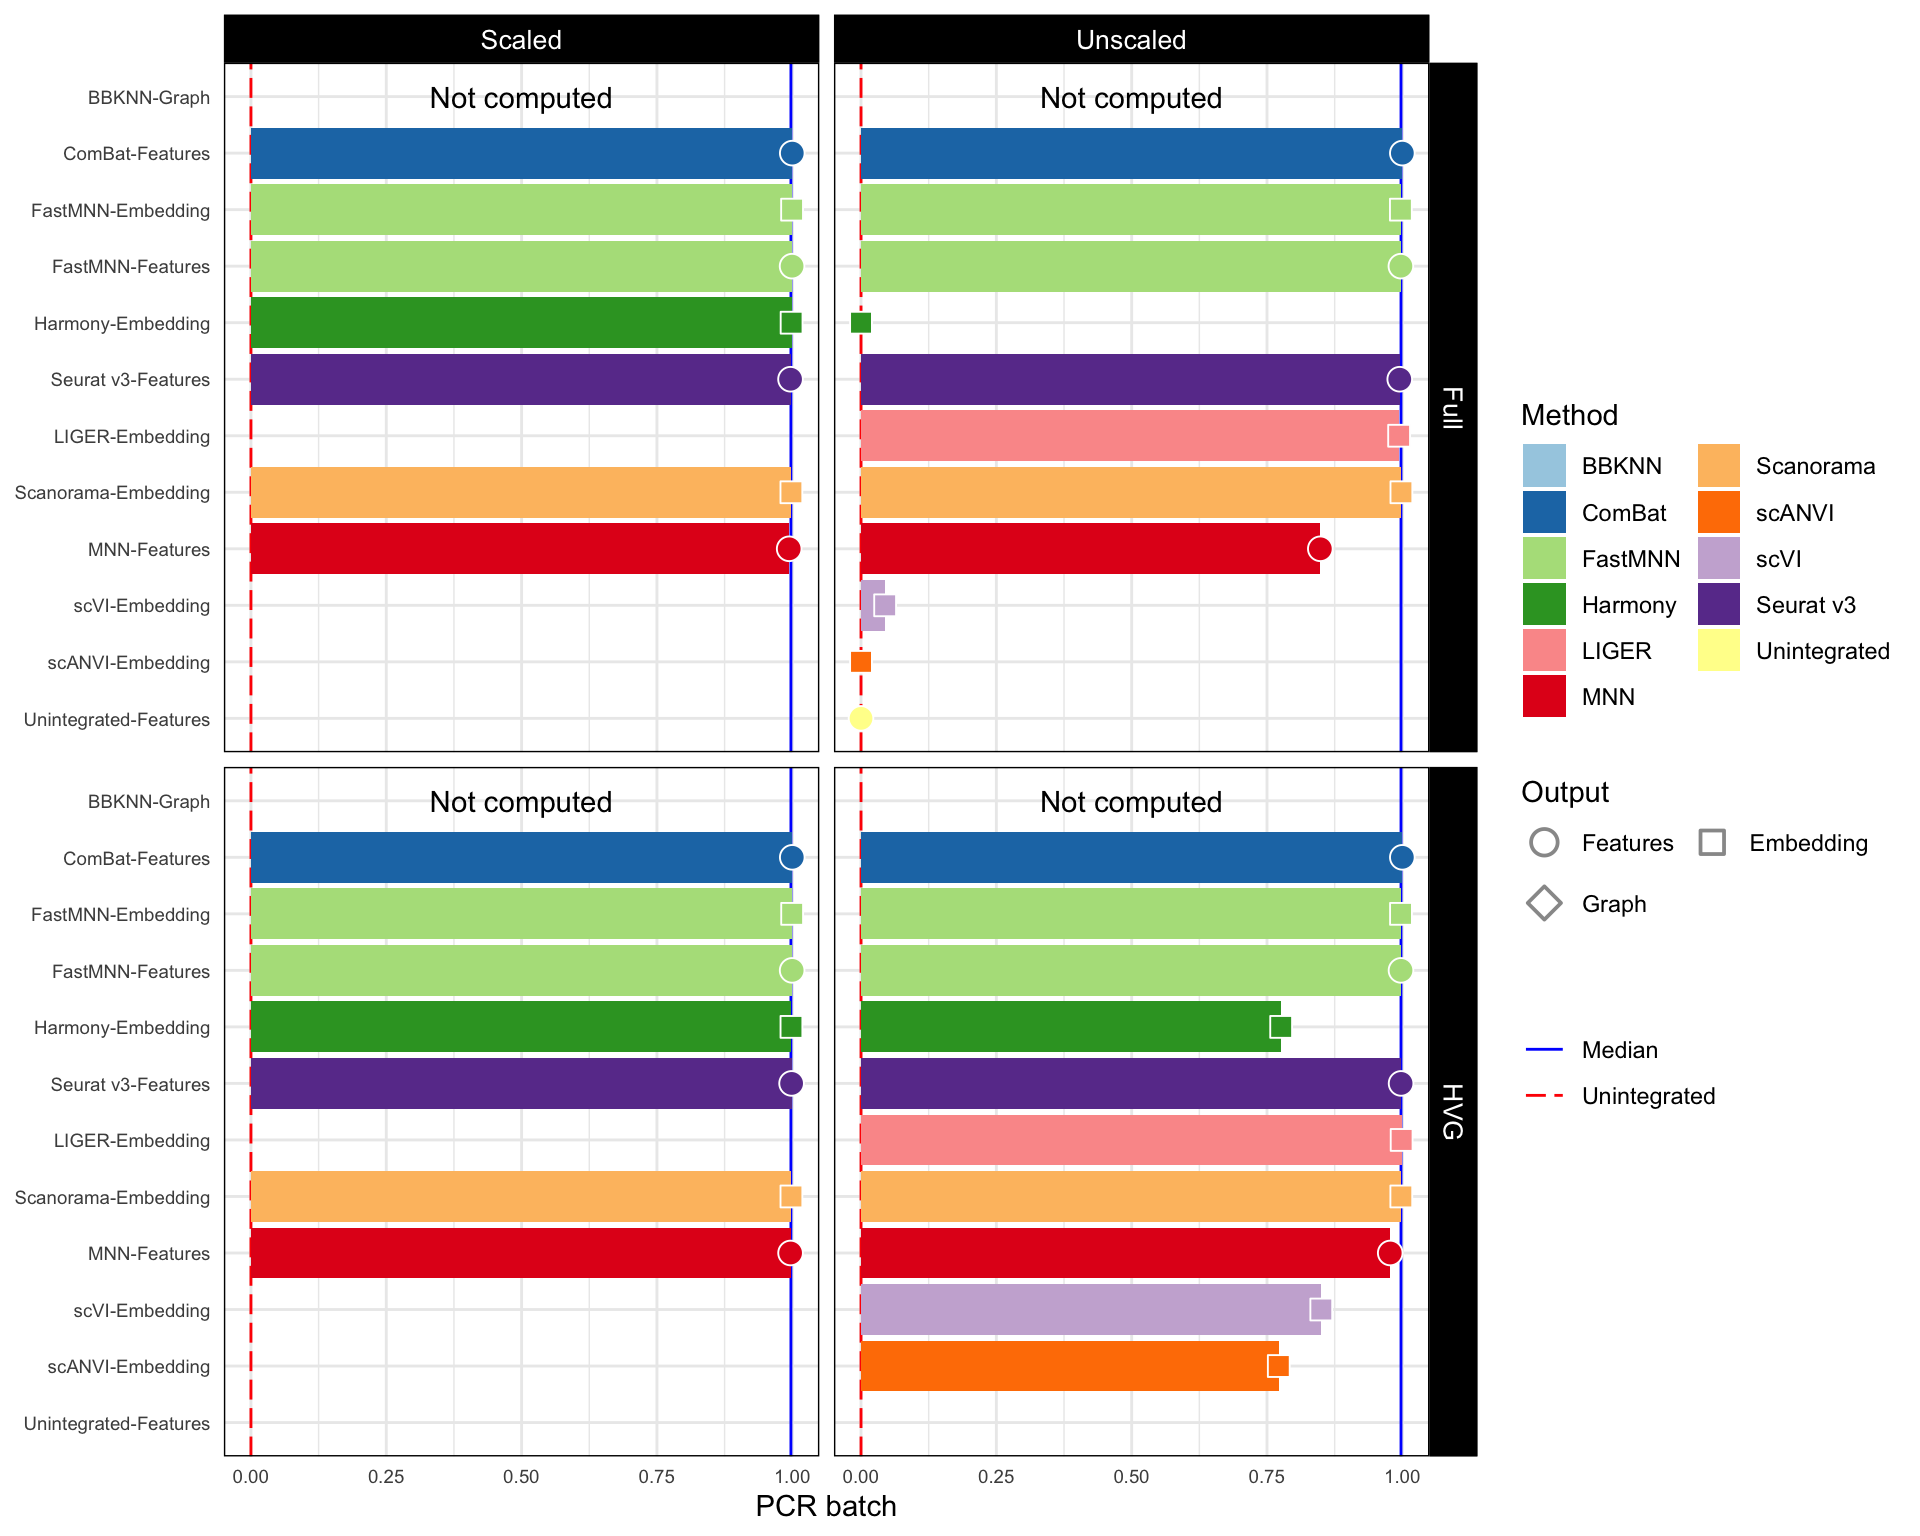 Scaled
Unscaled
BBKNN-Graph
Not computed
Not computed
ComBat-Features
FastMNN-Embedding
FastMNN-Features
Harmony-Embedding
Seurat v3-Features
LIGER-Embedding
Scanorama-Embedding
MNN-Features
scVI-Embedding
scANVI-Embedding
Unintegrated-Features
Full
BBKNN-Graph
Not computed
Not computed
ComBat-Features
FastMNN-Embedding
FastMNN-Features
Harmony-Embedding
Seurat v3-Features
LIGER-Embedding
Scanorama-Embedding
MNN-Features
scVI-Embedding
scANVI-Embedding
Unintegrated-Features
HVG
0.00 0.25 0.50 0.75 1.00
0.00 0.25 0.50 0.75 1.00
PCR batch
Method
BBKNN
ComBat
FastMNN
Harmony
LIGER
MNN
Scanorama
scANVI
scVI
Seurat v3
Unintegrated
Output
Features
Embedding
Graph
Median
Unintegrated